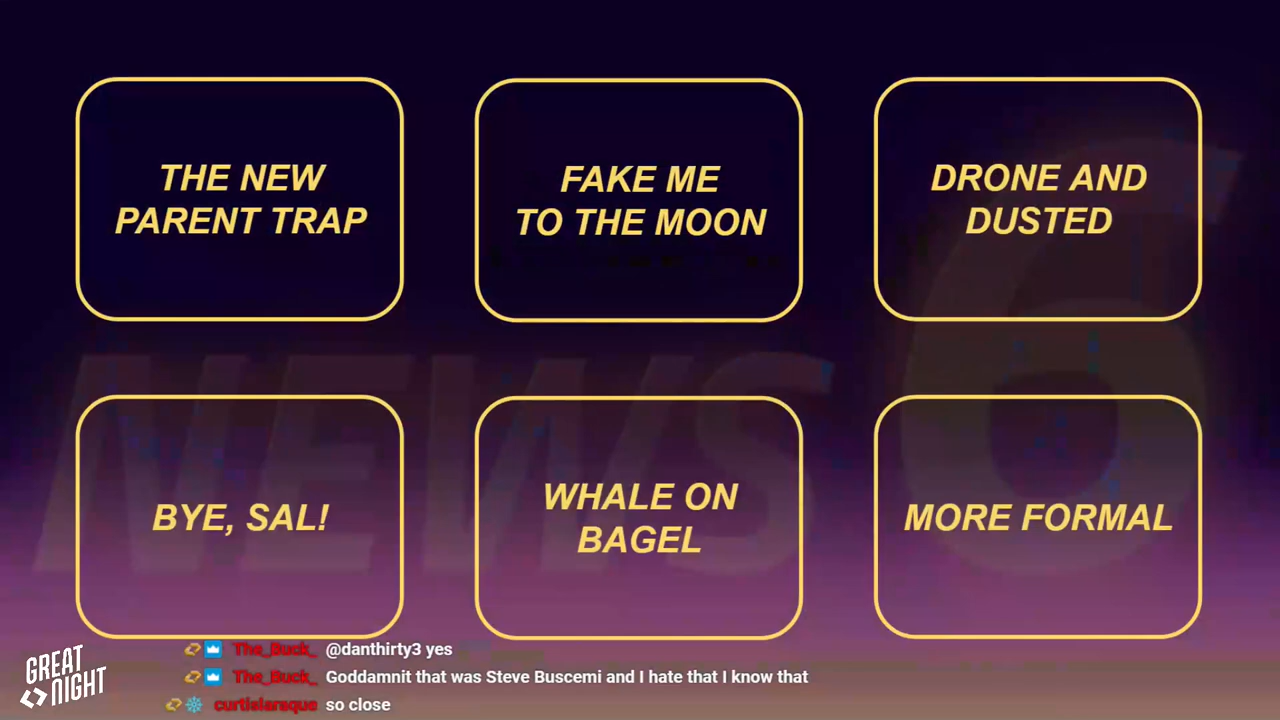 THE NEW
PARENT TRAP
FAKE ME
TO THE MOON
DRONE AND
DUSTED
NEWS 6
BYE, SAL!
WHALE ON
BAGEL
MORE FORMAL
The_Buck_ @danthirty3 yes
The_Buck_ Goddamnit that was Steve Buscemi and I hate that I know that
curtislaraque so close
GREAT
NIGHT